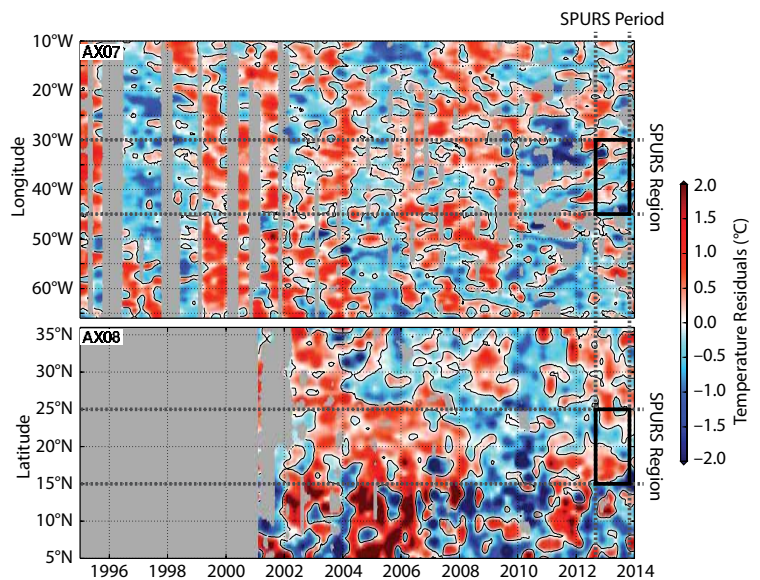 SPURS Period
AX07
10°W
20°W
30°W
40°W
50°W
60°W
Longitude
SPURS Region
AX08
35°N
30°N
25°N
20°N
15°N
10°N
5°N
Latitude
SPURS Region
1996 1998 2000 2002 2004 2006 2008 2010 2012 2014
2.0
1.5
1.0
0.5
0.0
−0.5
−1.0
−1.5
−2.0
Temperature Residuals (°C)